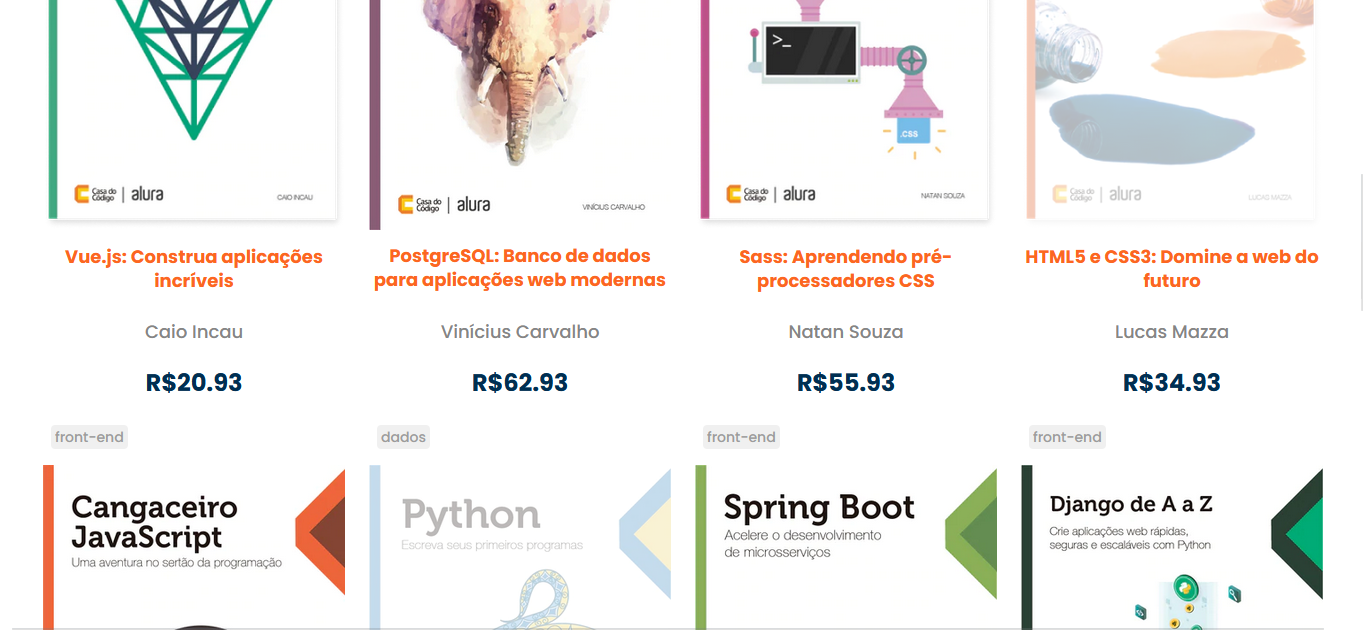 >_
.CSS
Casa do
Código
alura
CAIO INCAU
Casa do
Código
alura
VINÍCIUS CARVALHO
Casa do
Código
alura
NATAN SOUZA
Casa do
Código
alura
LUCAS MAZZA
Vue.js: Construa aplicações
incríveis
PostgreSQL: Banco de dados
para aplicações web modernas
Sass: Aprendendo pré-
processadores CSS
HTML5 e CSS3: Domine a web do
futuro
Caio Incau
Vinícius Carvalho
Natan Souza
Lucas Mazza
R$20.93
R$62.93
R$55.93
R$34.93
front-end
dados
front-end
front-end
Cangaceiro
JavaScript
Uma aventura no sertão da programação
Python
Escreva seus primeiros programas
Spring Boot
Acelere o desenvolvimento
de microsserviços
Django de A a Z
Crie aplicações web rápidas,
seguras e escaláveis com Python